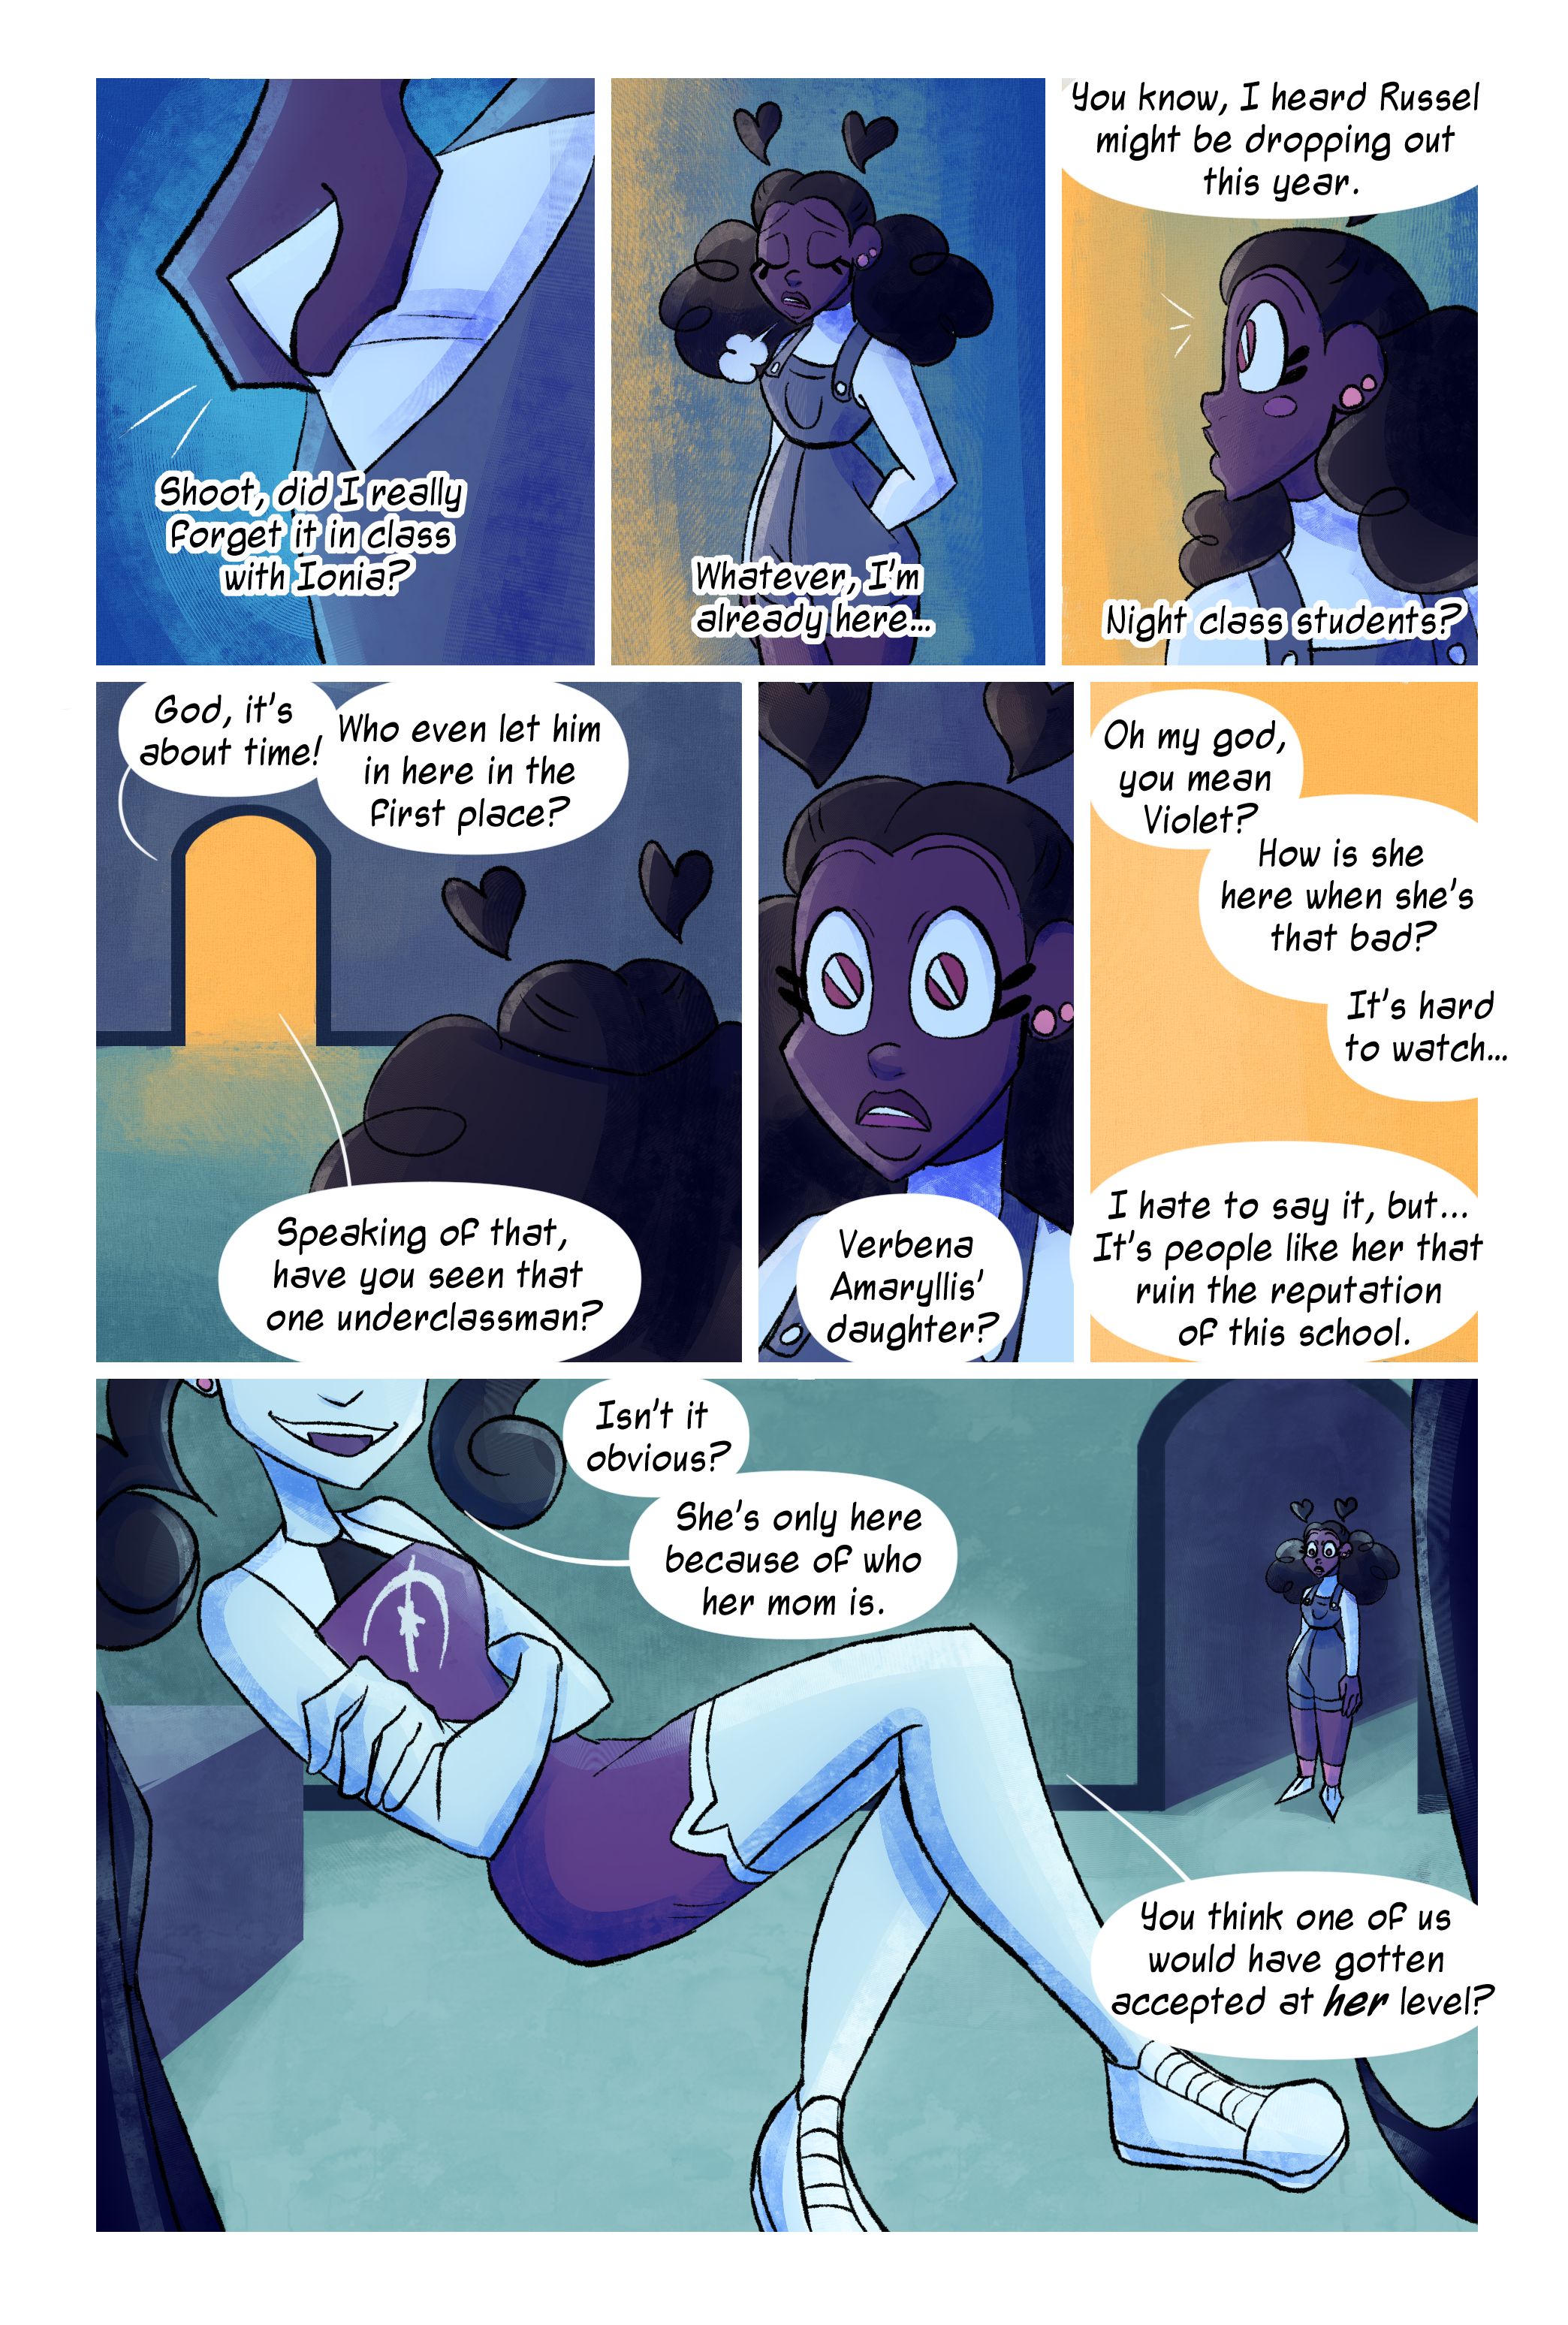 Shoot, did I really
forget it in class
with Ionia?
Whatever, I'm
already here...
You know, I heard Russel
might be dropping out
this year.
Night class students?
God, it's
about time!
Who even let him
in here in the
first place?
Speaking of that,
have you seen that
one underclassman?
Verbena
Amaryllis'
daughter?
Oh my god,
you mean
Violet?
How is she
here when she's
that bad?
It's hard
to watch...
I hate to say it, but...
It's people like her that
ruin the reputation
of this school.
Isn't it
obvious?
She's only here
because of who
her mom is.
You think one of us
would have gotten
accepted at her level?